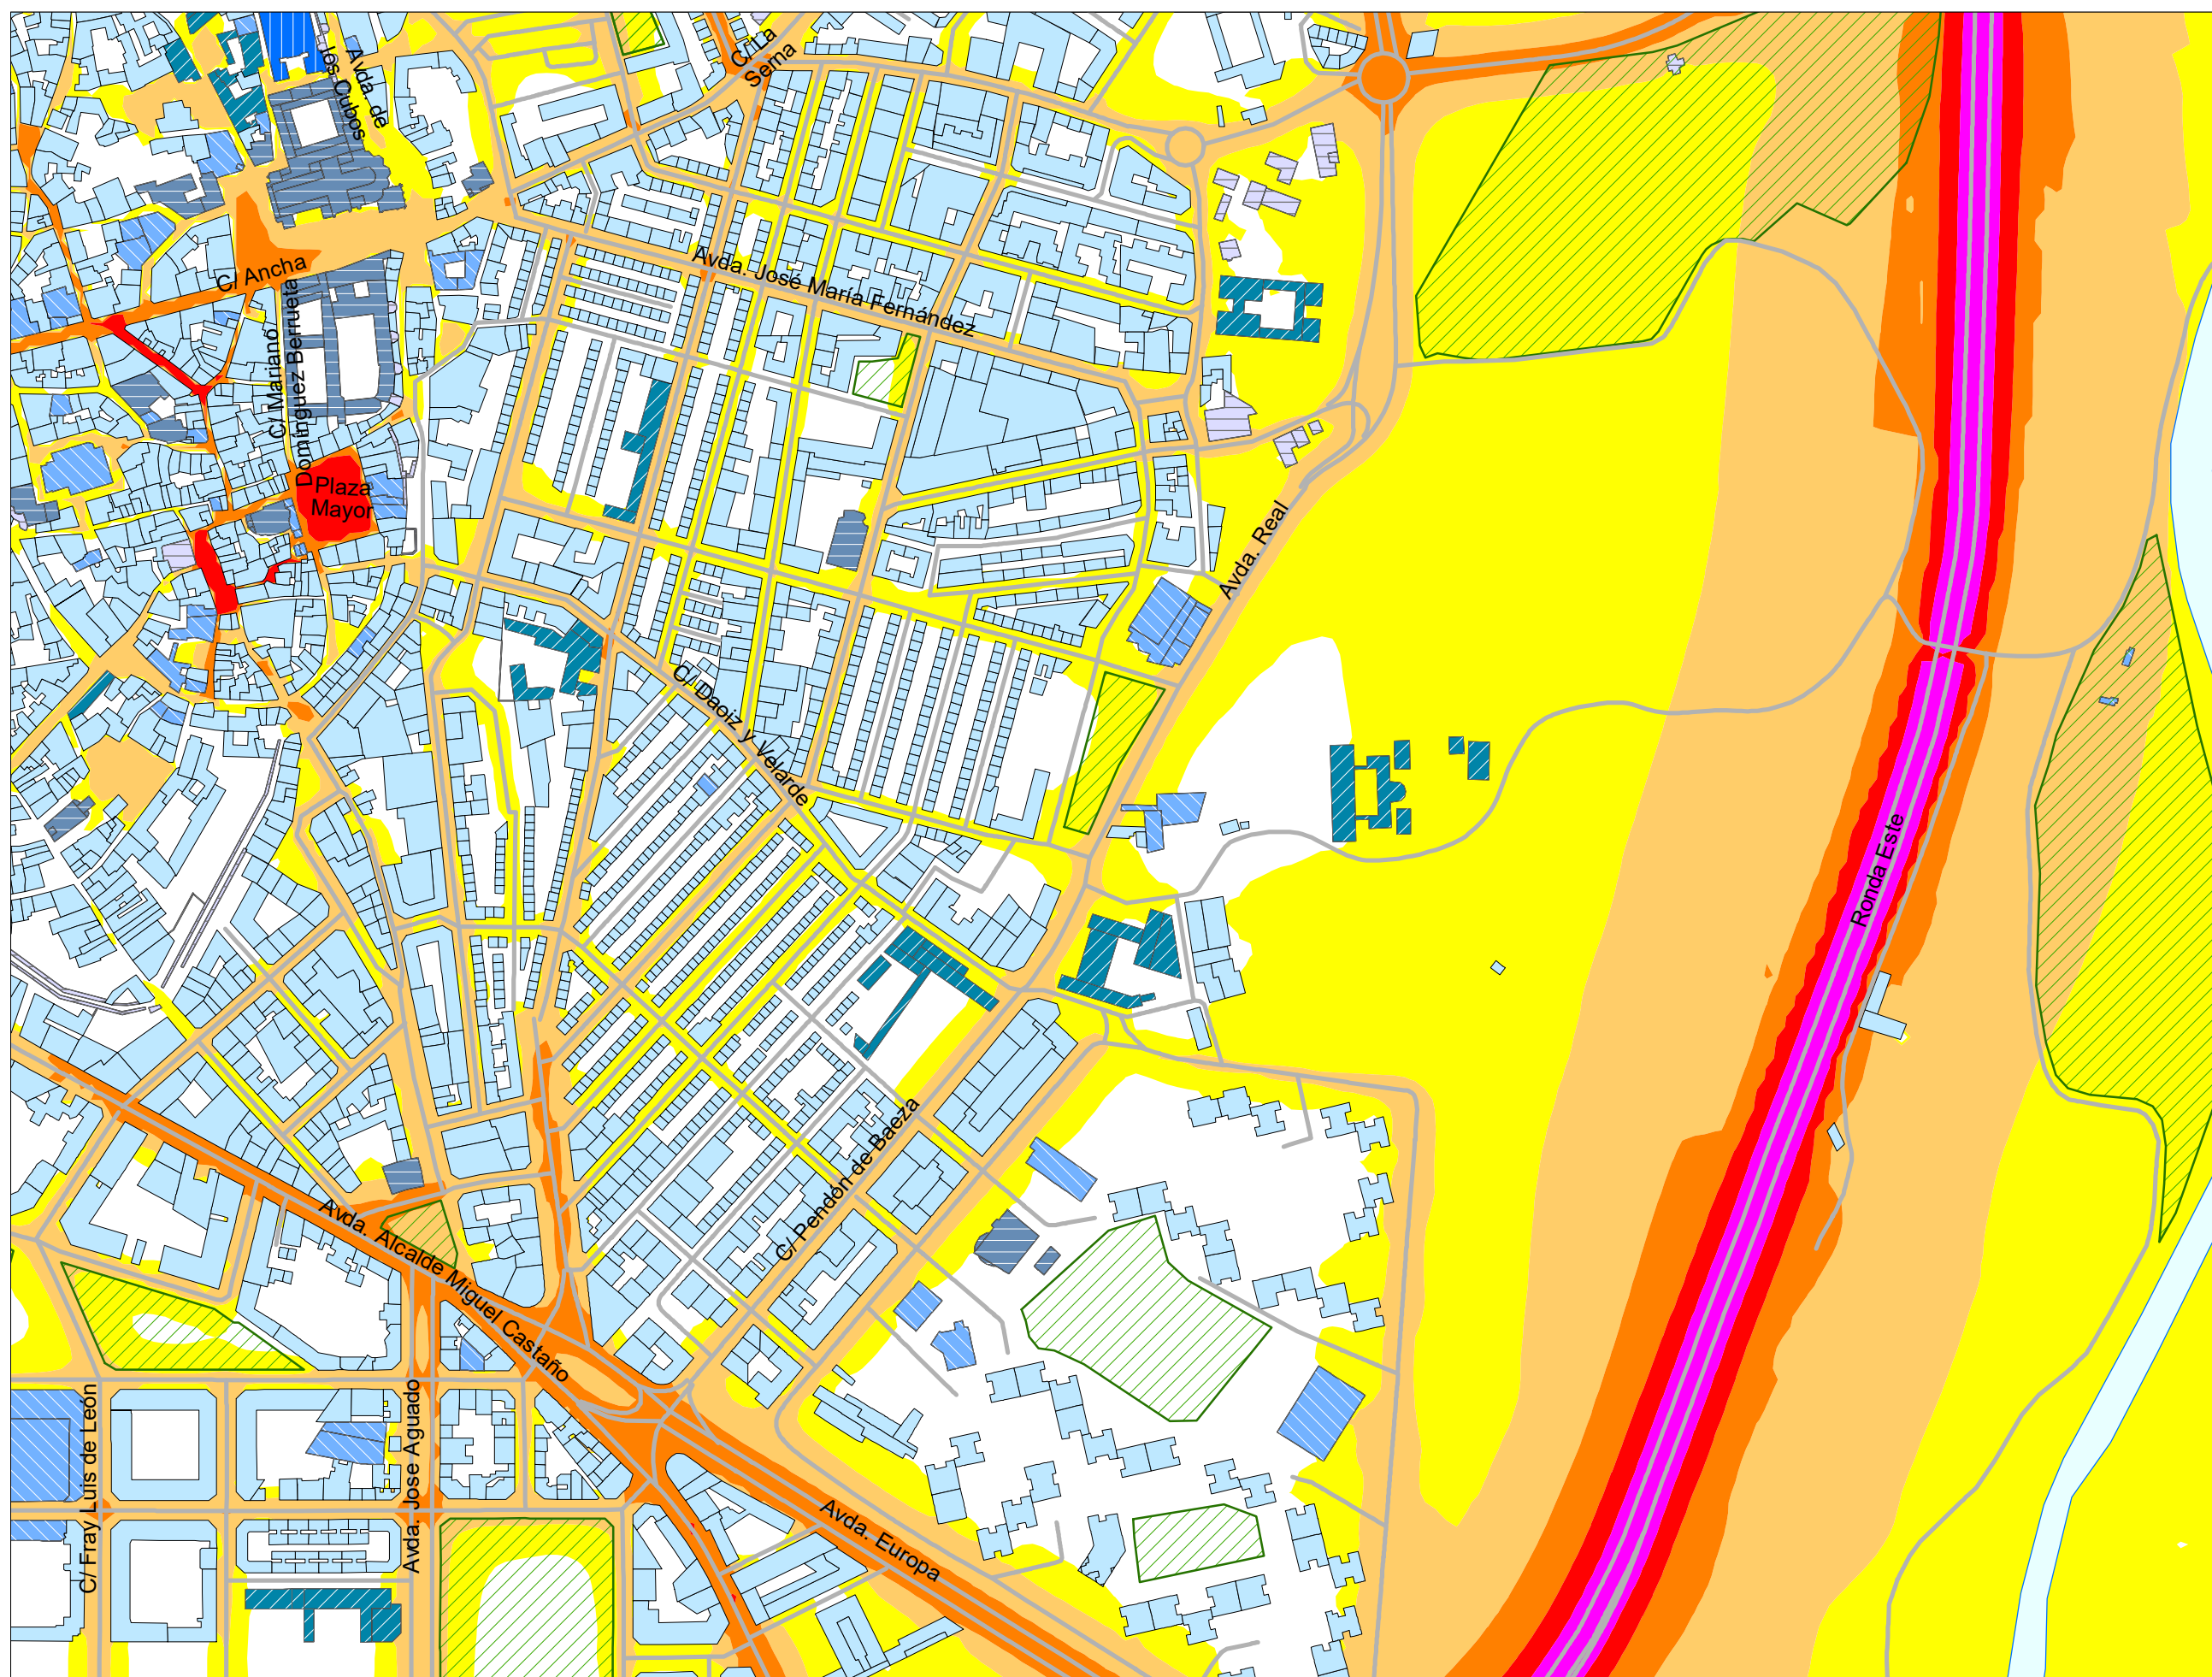 C/ La
Serna
Avda. de
los Cubos
C/ Ancha
Avda. José María Fernández
C/ Mariano
Domínguez Berrueta
Plaza
Mayor
Avda. Real
C/ Daoiz y Velarde
Ronda Este
C/ Pendón de Baeza
Avda. Alcalde Miguel Castaño
C/ Fray Luis de León
Avda. Jose Aguado
Avda. Europa